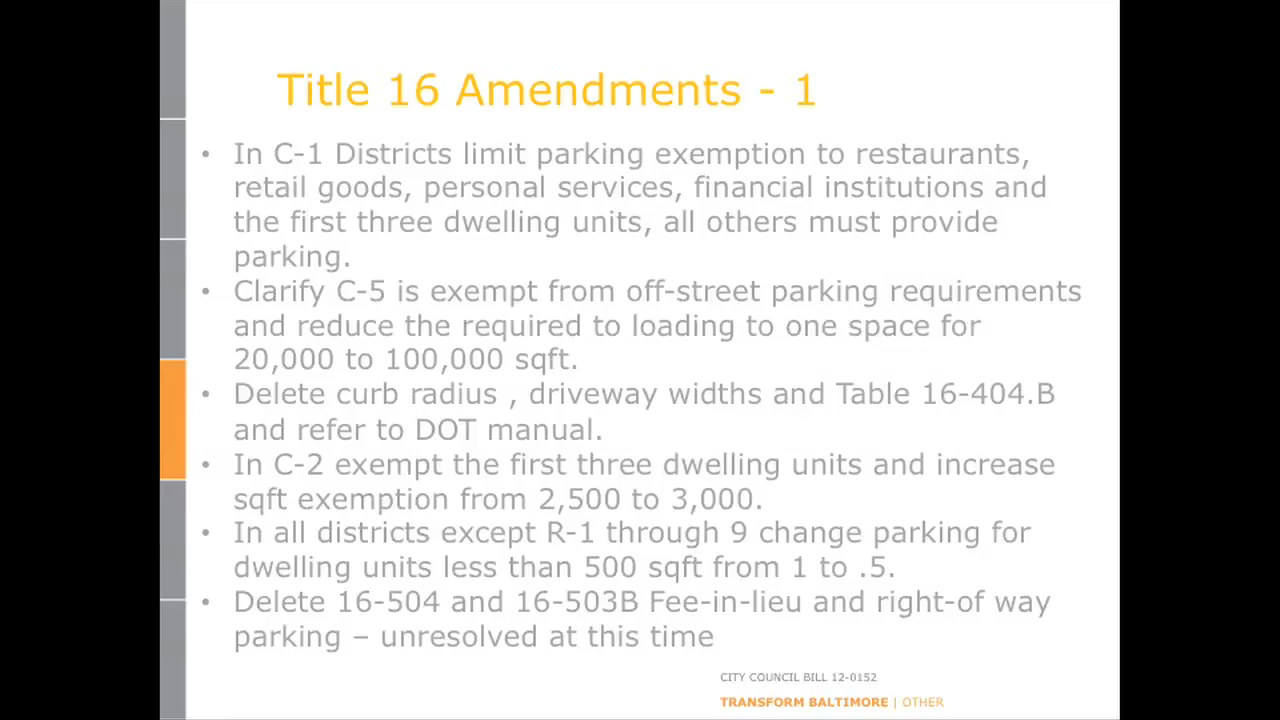 Title 16 Amendments - 1
• In C-1 Districts limit parking exemption to restaurants,
retail goods, personal services, financial institutions and
the first three dwelling units, all others must provide
parking.
• Clarify C-5 is exempt from off-street parking requirements
and reduce the required to loading to one space for
20,000 to 100,000 sqft.
• Delete curb radius , driveway widths and Table 16-404.B
and refer to DOT manual.
• In C-2 exempt the first three dwelling units and increase
sqft exemption from 2,500 to 3,000.
• In all districts except R-1 through 9 change parking for
dwelling units less than 500 sqft from 1 to .5.
• Delete 16-504 and 16-503B Fee-in-lieu and right-of way
parking – unresolved at this time
CITY COUNCIL BILL 12-0152
TRANSFORM BALTIMORE | OTHER